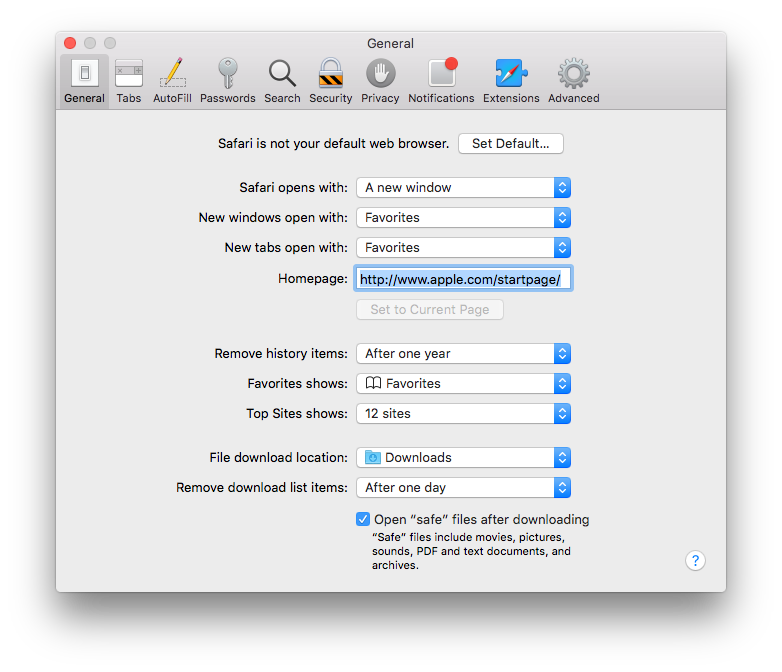 General
General Tabs AutoFill Passwords Search Security Privacy Notifications Extensions Advanced
Safari is not your default web browser. Set Default...
Safari opens with: A new window
New windows open with: Favorites
New tabs open with: Favorites
Homepage: http://www.apple.com/startpage/
Set to Current Page
Remove history items: After one year
Favorites shows: Favorites
Top Sites shows: 12 sites
File download location: Downloads
Remove download list items: After one day
Open “safe” files after downloading
“Safe” files include movies, pictures,
sounds, PDF and text documents, and
archives.
?